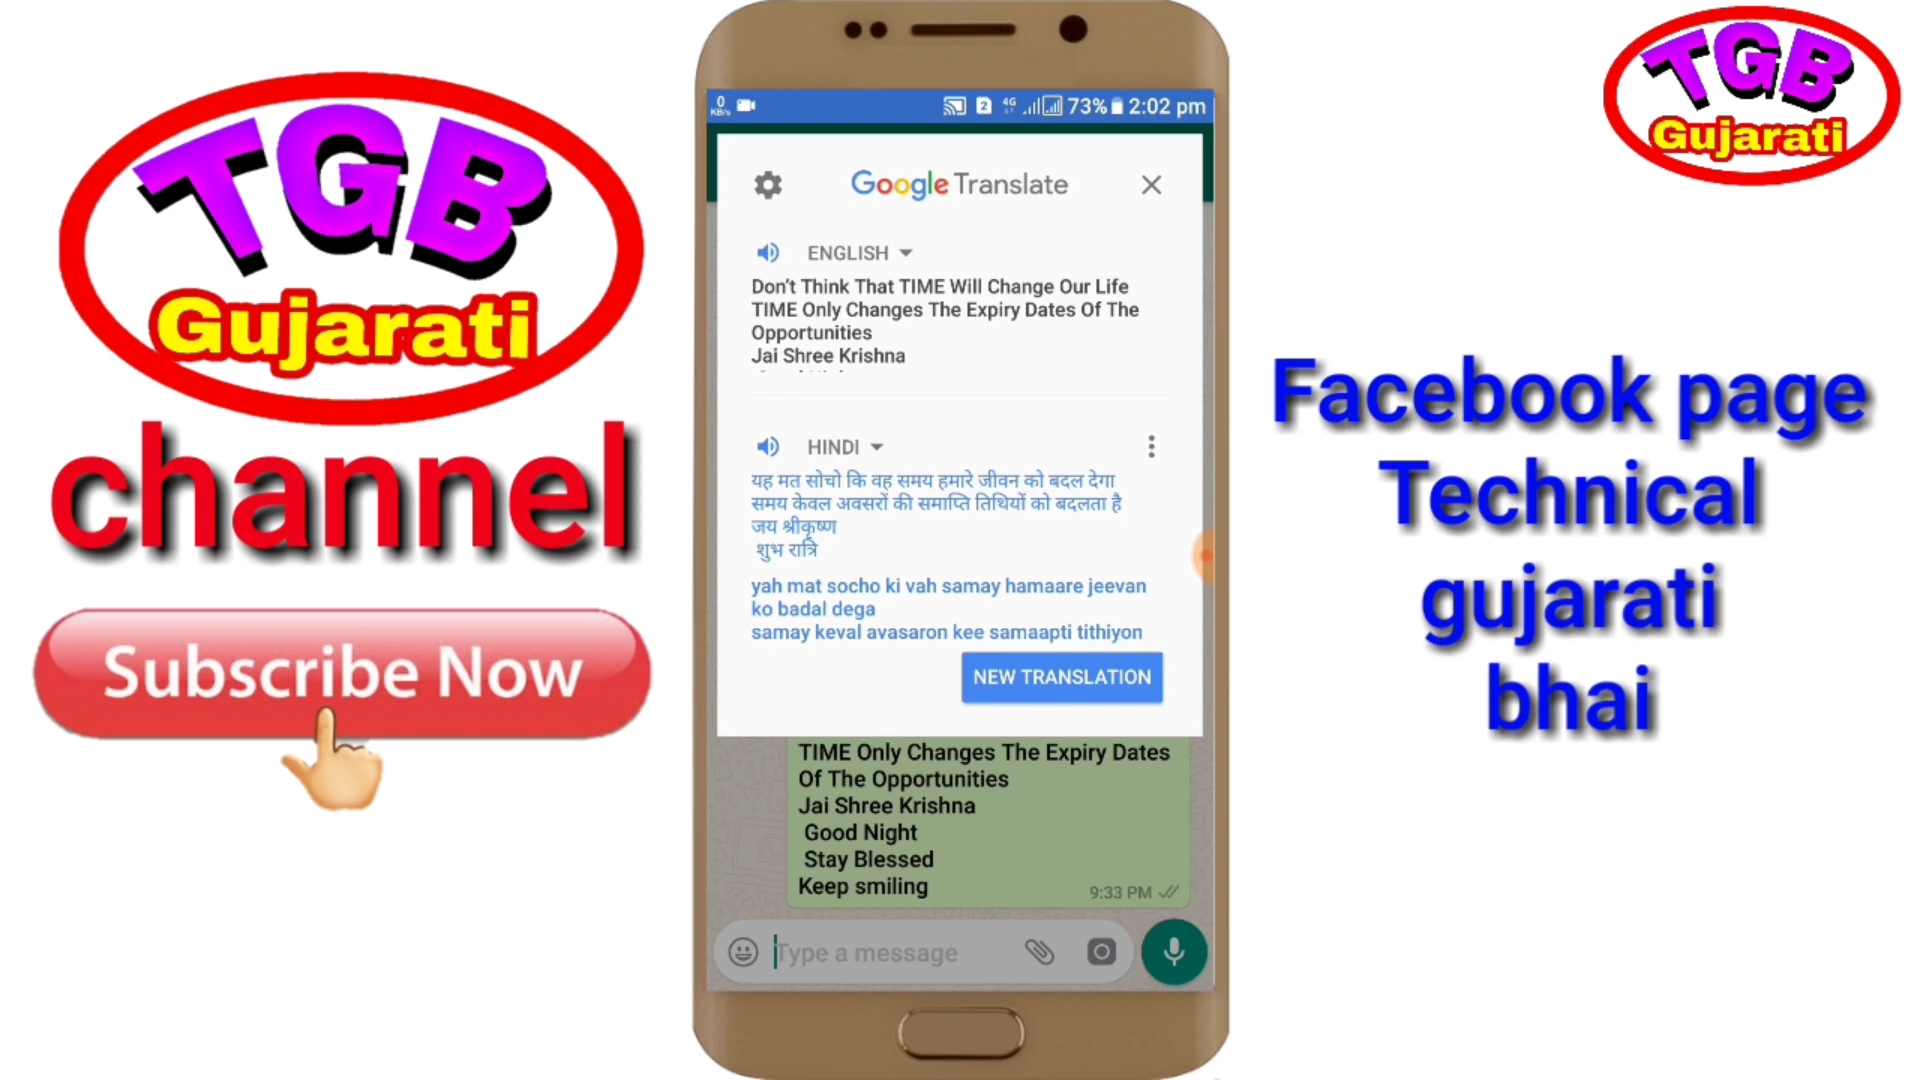 TGB
Gujarati
channel
Subscribe Now
0
KB/s
2
4G
73%
2:02 pm
Google Translate
ENGLISH
Don't Think That TIME Will Change Our Life
TIME Only Changes The Expiry Dates Of The
Opportunities
Jai Shree Krishna
HINDI
यह मत सोचो कि वह समय हमारे जीवन को बदल देगा
समय केवल अवसरों की समाप्ति तिथियों को बदलता है
जय श्रीकृष्ण
शुभ रात्रि
yah mat socho ki vah samay hamaare jeevan
ko badal dega
samay keval avasaron kee samaapti tithiyon
NEW TRANSLATION
TIME Only Changes The Expiry Dates
Of The Opportunities
Jai Shree Krishna
Good Night
Stay Blessed
Keep smiling
9:33 PM
Type a message
TGB
Gujarati
Facebook page
Technical
gujarati
bhai